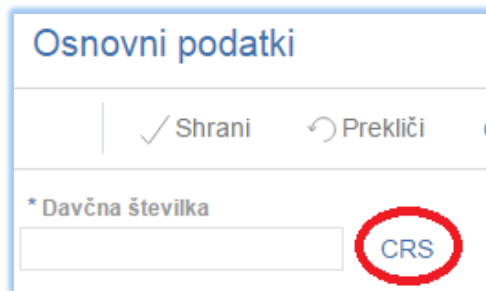 Osnovni podatki
Shrani Prekliči
* Davčna številka
CRS